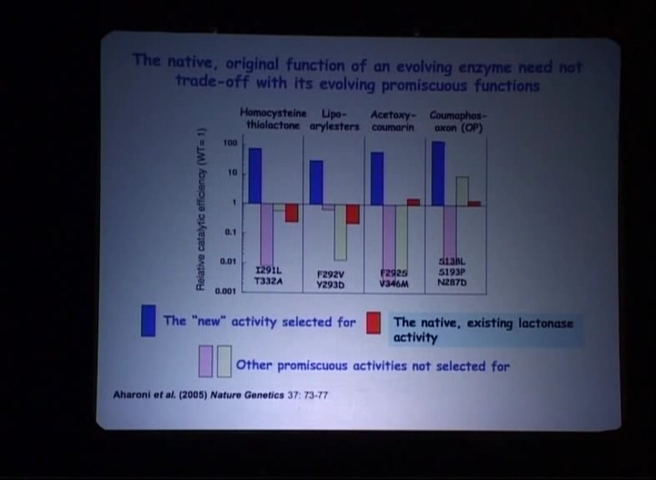 The native, original function of an evolving enzyme need not
trade-off with its evolving promiscuous functions
Homocysteine thiolactone
Lipo-arylesters
Acetoxy-coumarin
Coumaphos-oxon (OP)
Relative catalytic efficiency (WT= 1)
100
10
1
0.1
0.01
0.001
I291L
T332A
F292V
V293D
F292S
V346M
S138L
S193P
N287D
The "new" activity selected for
The native, existing lactonase
activity
Other promiscuous activities not selected for
Aharoni et al. (2005) Nature Genetics 37: 73-77